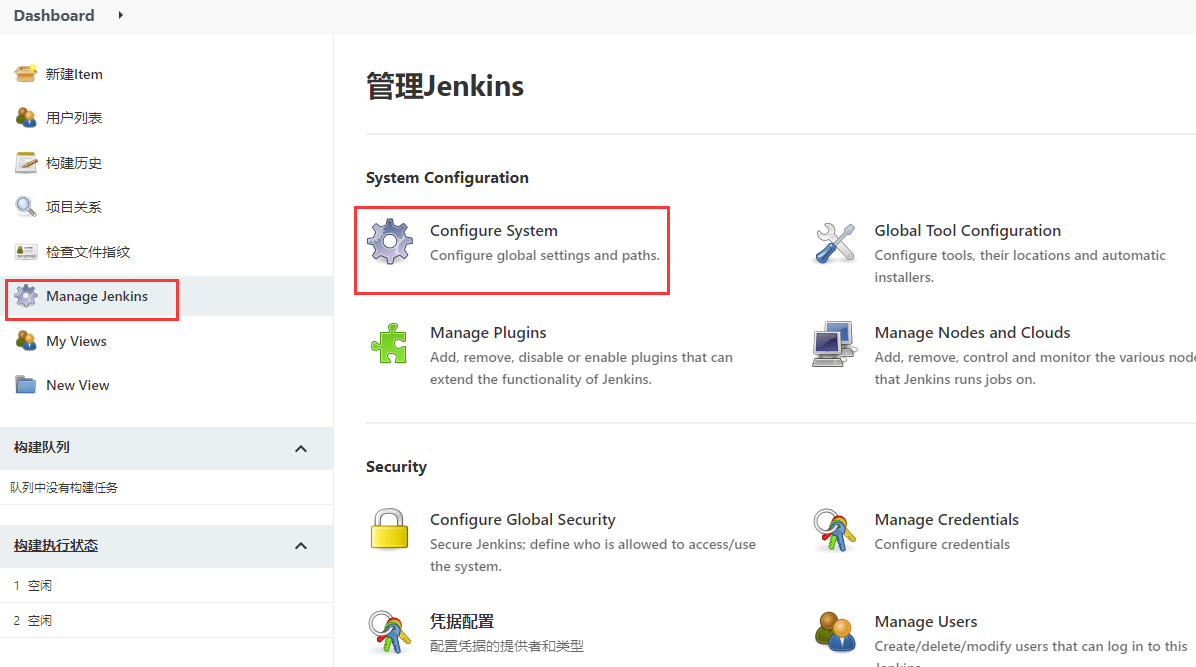 Dashboard
新建Item
用户列表
构建历史
项目关系
检查文件指纹
Manage Jenkins
My Views
New View
构建队列
队列中没有构建任务
构建执行状态
1 空闲
2 空闲
管理Jenkins
System Configuration
Configure System
Configure global settings and paths.
Global Tool Configuration
Configure tools, their locations and automatic
installers.
Manage Plugins
Add, remove, disable or enable plugins that can
extend the functionality of Jenkins.
Manage Nodes and Clouds
Add, remove, control and monitor the various node
that Jenkins runs jobs on.
Security
Configure Global Security
Secure Jenkins; define who is allowed to access/use
the system.
Manage Credentials
Configure credentials
凭据配置
配置凭据的提供者和类型
Manage Users
Create/delete/modify users that can log in to this
Jenkins